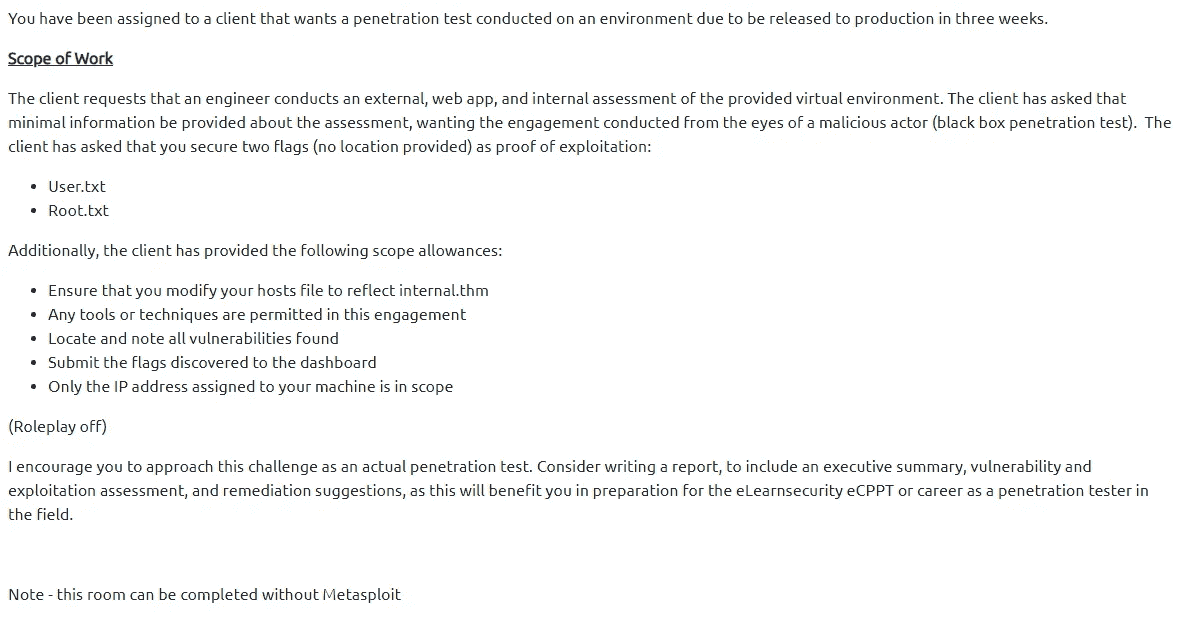 You have been assigned to a client that wants a penetration test conducted on an environment due to be released to production in three weeks.
Scope of Work
The client requests that an engineer conducts an external, web app, and internal assessment of the provided virtual environment. The client has asked that
minimal information be provided about the assessment, wanting the engagement conducted from the eyes of a malicious actor (black box penetration test).  The
client has asked that you secure two flags (no location provided) as proof of exploitation:
• User.txt
• Root.txt
Additionally, the client has provided the following scope allowances:
• Ensure that you modify your hosts file to reflect internal.thm
• Any tools or techniques are permitted in this engagement
• Locate and note all vulnerabilities found
• Submit the flags discovered to the dashboard
• Only the IP address assigned to your machine is in scope
(Roleplay off)
I encourage you to approach this challenge as an actual penetration test. Consider writing a report, to include an executive summary, vulnerability and
exploitation assessment, and remediation suggestions, as this will benefit you in preparation for the eLearnsecurity eCPPT or career as a penetration tester in
the field.
Note - this room can be completed without Metasploit